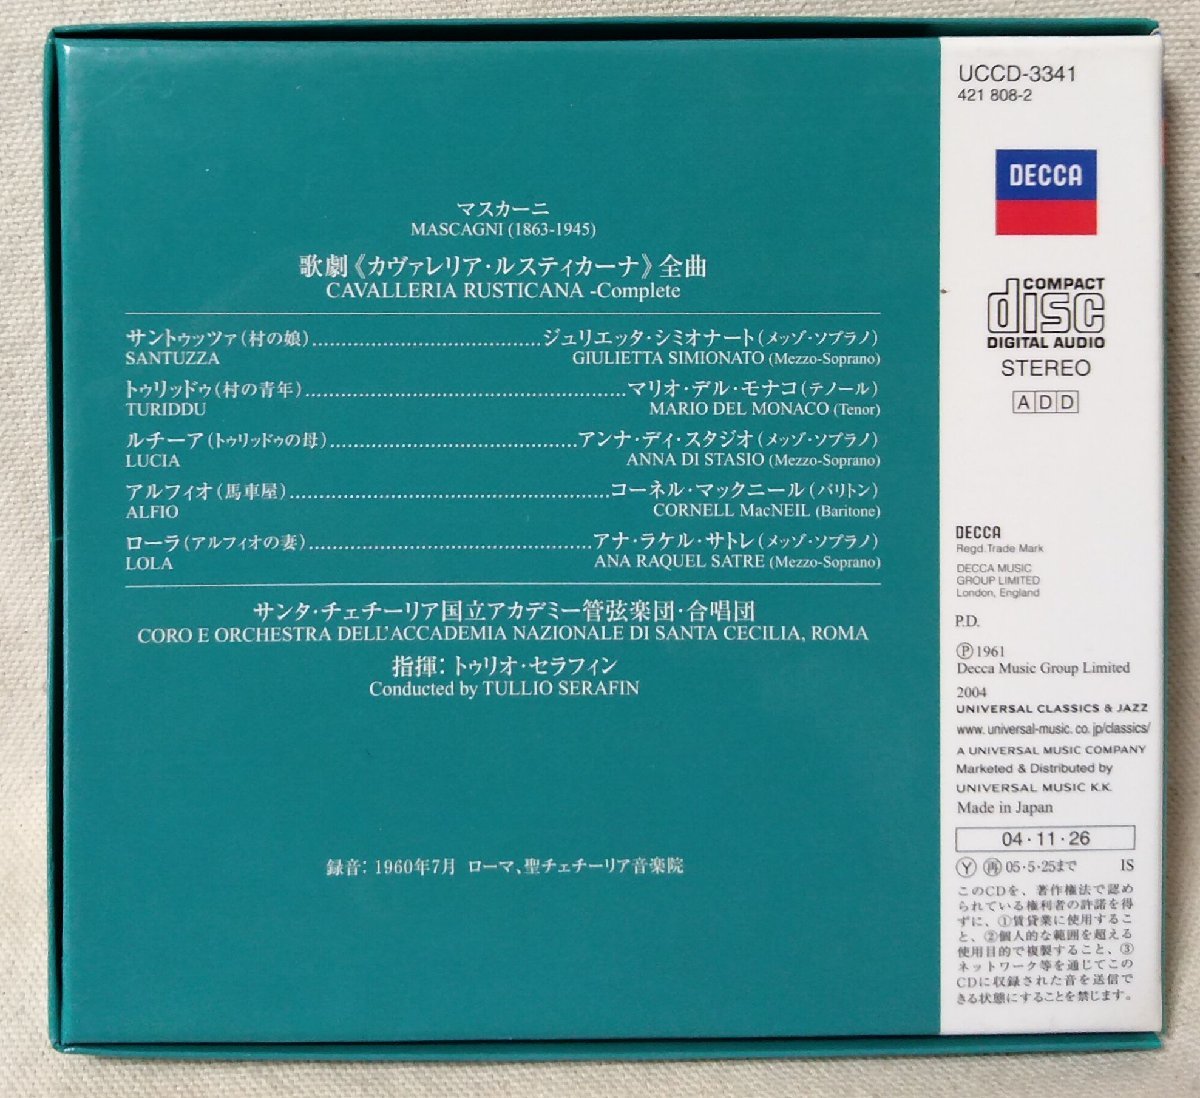 マスカーニ
MASCAGNI (1863-1945)
歌劇《カヴァレリア・ルスティカーナ》全曲
CAVALLERIA RUSTICANA -Complete
サントゥッツァ(村の娘)........................................ジュリエッタ・シミオナート(メッゾ・ソプラノ)
SANTUZZA GIULIETTA SIMIONATO (Mezzo-Soprano)
トゥリッドゥ(村の青年)........................................マリオ・デル・モナコ(テノール)
TURIDDU MARIO DEL MONACO (Tenor)
ルチーア(トゥリッドゥの母)........................................アンナ・ディ・スタジオ(メッゾ・ソプラノ)
LUCIA ANNA DI STASIO (Mezzo-Soprano)
アルフィオ(馬車屋)........................................コーネル・マックニール(バリトン)
ALFIO CORNELL MacNEIL (Baritone)
ローラ(アルフィオの妻)........................................アナ・ラケル・サトレ(メッゾ・ソプラノ)
LOLA ANA RAQUEL SATRE (Mezzo-Soprano)
サンタ・チェチーリア国立アカデミー管弦楽団・合唱団
CORO E ORCHESTRA DELL'ACCADEMIA NAZIONALE DI SANTA CECILIA, ROMA
指揮：トゥリオ・セラフィン
Conducted by TULLIO SERAFIN
録音：1960年7月 ローマ、聖チェチーリア音楽院
UCCD-3341
421 808-2
DECCA
COMPACT
disc
DIGITAL AUDIO
STEREO
A D D
DECCA
Regd.Trade Mark
DECCA MUSIC
GROUP LIMITED
London, England
P.D.
Ⓟ1961
Decca Music Group Limited
2004
UNIVERSAL CLASSICS & JAZZ
www. universal-music. co. jp/classics/
A UNIVERSAL MUSIC COMPANY
Marketed & Distributed by
UNIVERSAL MUSIC K.K.
Made in Japan
04・11・26
Ⓨ ㊢ 05・5・25まで IS
このCDを、著作権法で認め
られている権利者の許諾を得
ずに、①賃貸業に使用するこ
と、②個人的な範囲を超える
使用目的で複製すること、③
ネットワーク等を通じてこの
CDに収録された音を送信で
きる状態にすることを禁じます。